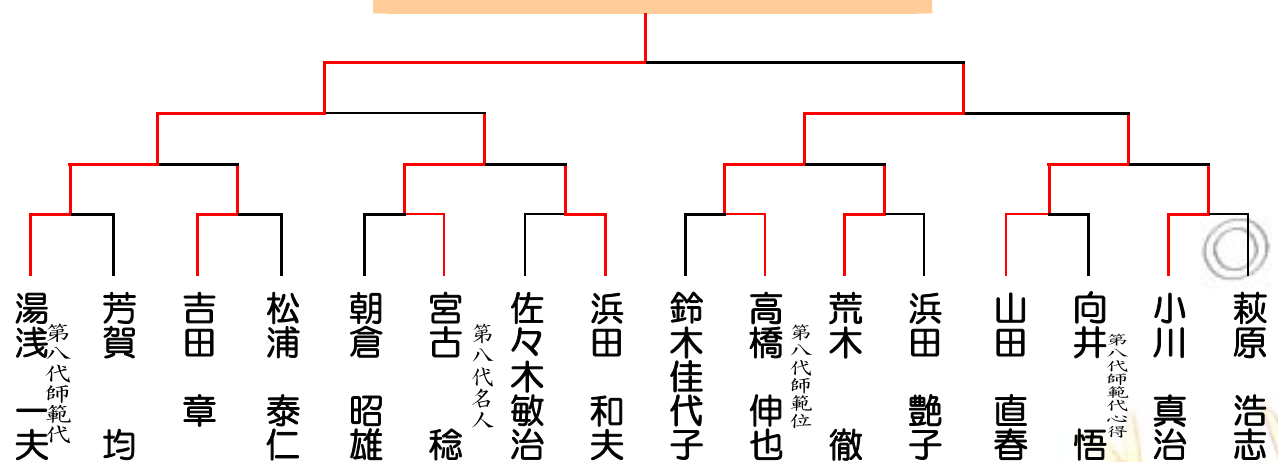 湯浅 一夫
第八代師範代
芳賀 均
吉田 章
松浦 泰仁
朝倉 昭雄
宮古 稔
第八代名人
佐々木敏治
浜田 和夫
鈴木佳代子
高橋 伸也
第八代師範位
荒木 徹
浜田 艶子
山田 直春
向井 悟
第八代師範代心得
小川 真治
萩原 浩志